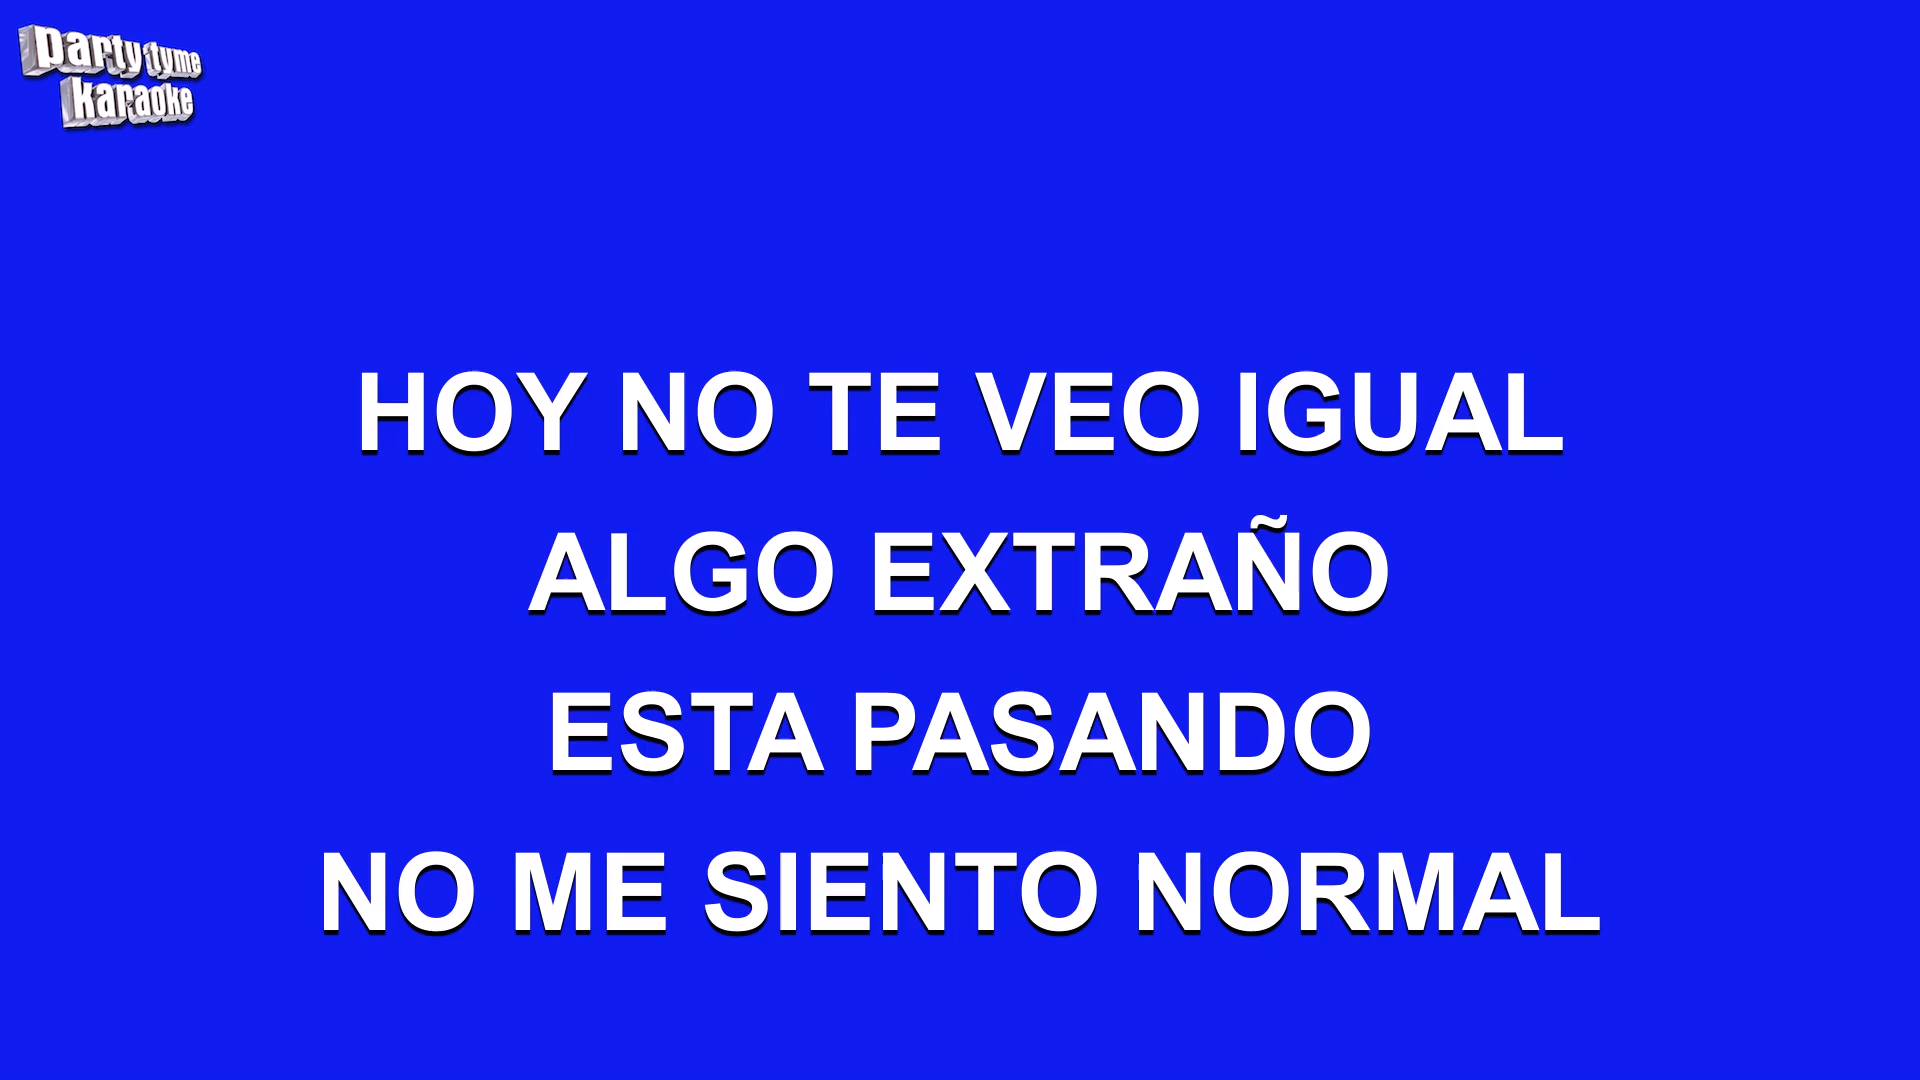 party tyme
karaoke
HOY NO TE VEO IGUAL
ALGO EXTRAÑO
ESTA PASANDO
NO ME SIENTO NORMAL